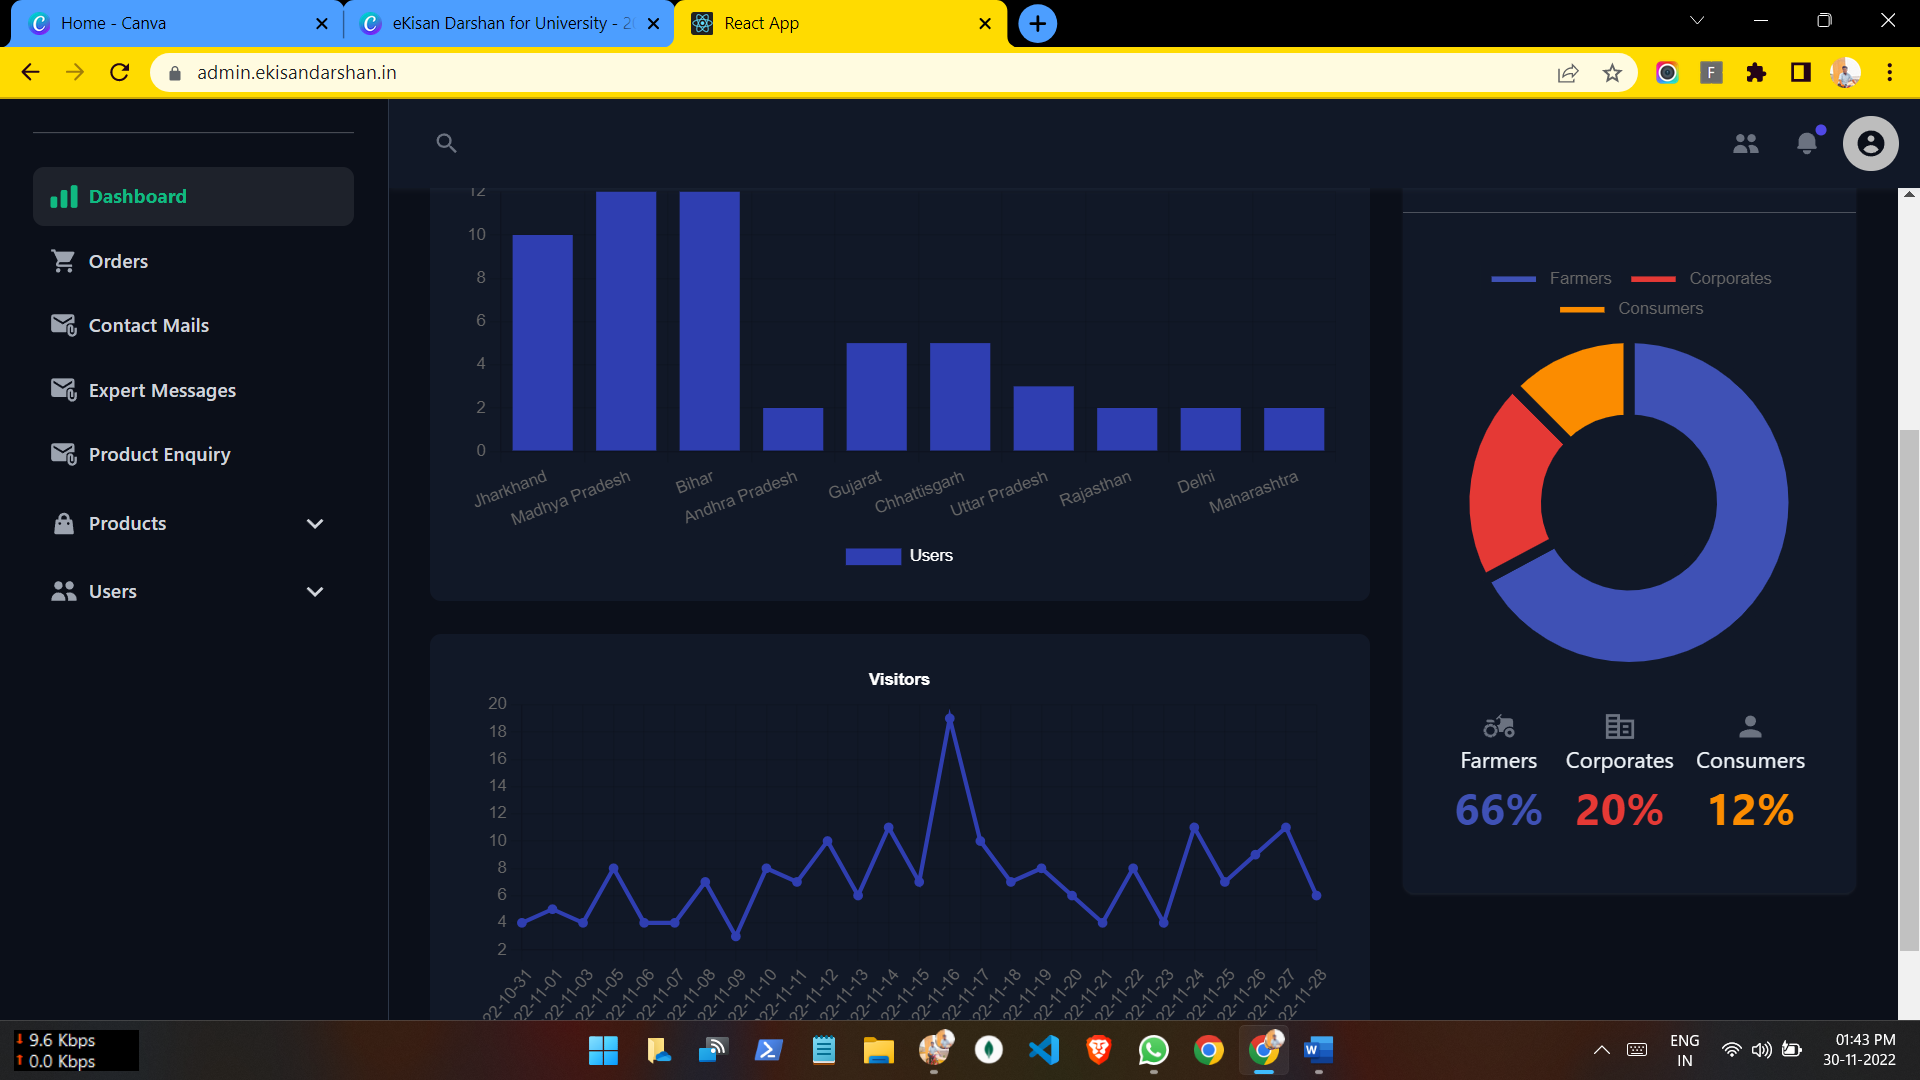 Home - Canva
eKisan Darshan for University - 20
React App
admin.ekisandarshan.in
F
Dashboard
Orders
Contact Mails
Expert Messages
Product Enquiry
Products
Users
12
10
8
6
4
2
0
Jharkhand
Madhya Pradesh
Bihar
Andhra Pradesh
Gujarat
Chhattisgarh
Uttar Pradesh
Rajasthan
Delhi
Maharashtra
Users
Visitors
20
18
16
14
12
10
8
6
4
2
22-10-31
22-11-01
22-11-03
22-11-05
22-11-06
22-11-07
22-11-08
22-11-09
22-11-10
22-11-11
22-11-12
22-11-13
22-11-14
22-11-15
22-11-16
22-11-17
22-11-18
22-11-19
22-11-20
22-11-21
22-11-22
22-11-23
22-11-24
22-11-25
22-11-26
22-11-27
22-11-28
Farmers Corporates
Consumers
Farmers Corporates Consumers
66% 20% 12%
9.6 Kbps
0.0 Kbps
W
ENG
IN
01:43 PM
30-11-2022